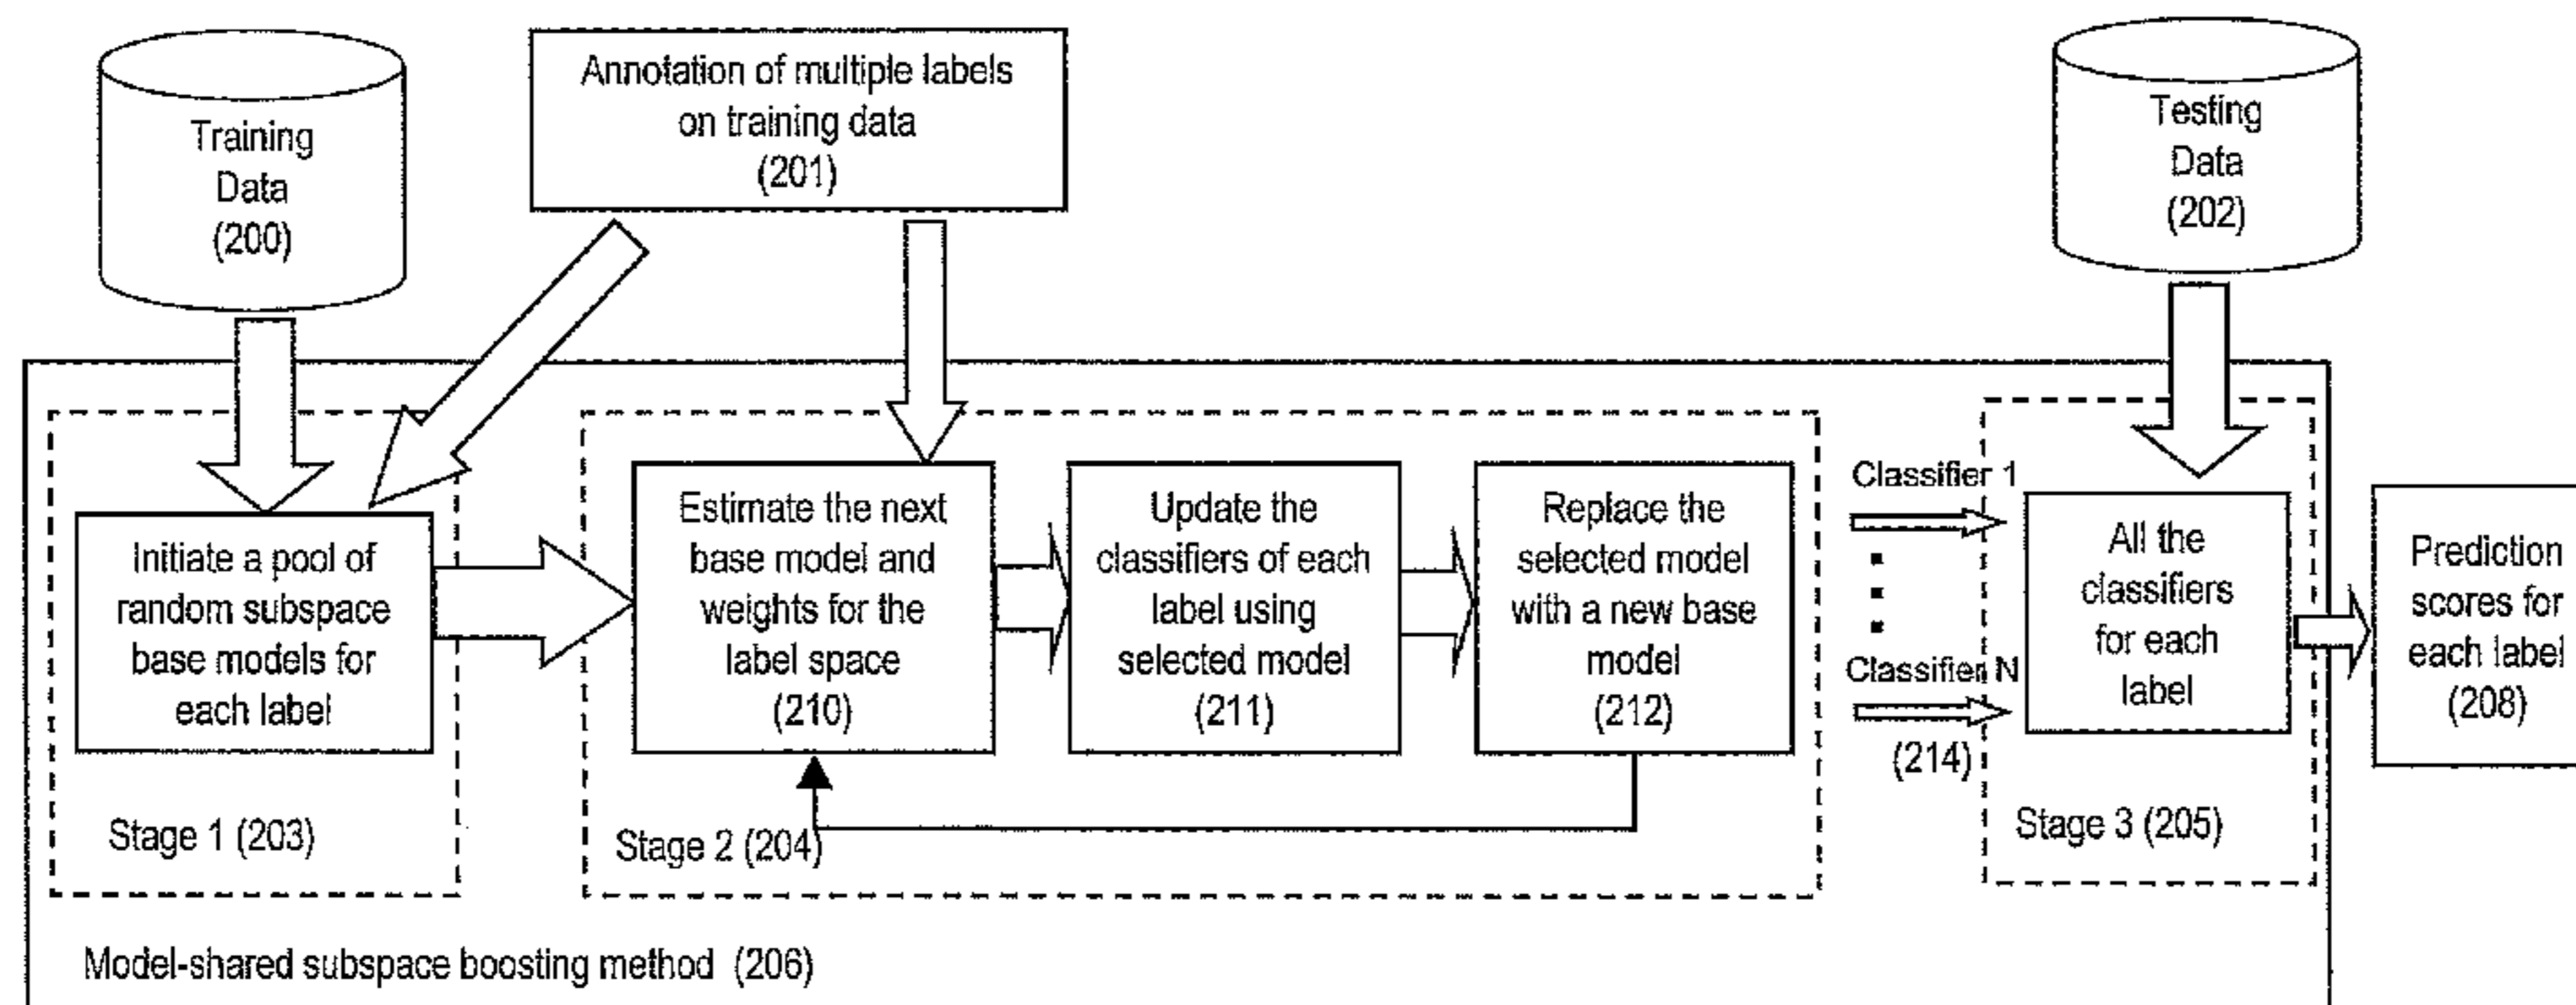 Training
Data
(200)
Annotation of multiple labels
on training data
(201)
Testing
Data
(202)
Initiate a pool of
random subspace
base models for
each label
Stage 1 (203)
Estimate the next
base model and
weights for the
label space
(210)
Update the
classifiers of each
label using
selected model
(211)
Replace the
selected model
with a new base
model
(212)
Stage 2 (204)
Classifier 1
Classifier N
(214)
All the
classifiers
for each
label
Stage 3 (205)
Prediction
scores for
each label
(208)
Model-shared subspace boosting method (206)